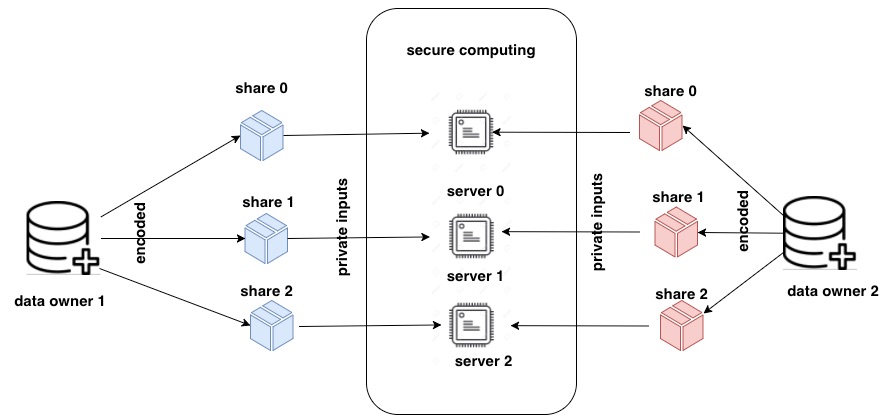 secure computing
share 0
share 0
share 1
share 1
share 2
share 2
server 0
server 1
server 2
encoded
private inputs
private inputs
encoded
data owner 1
data owner 2